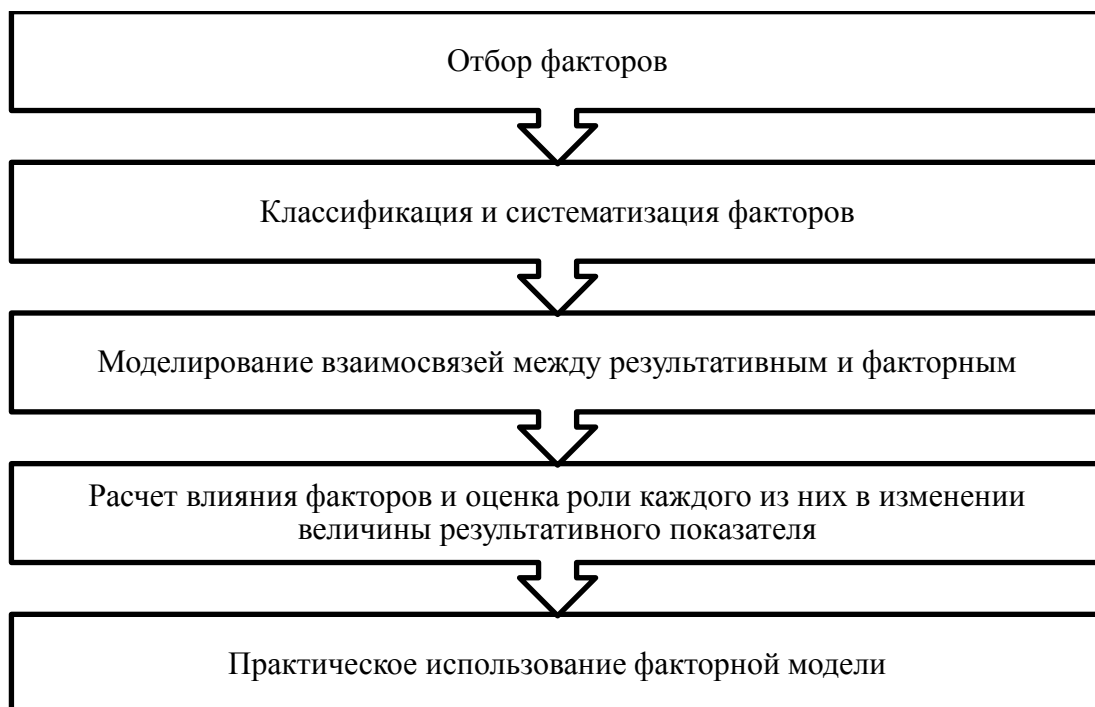 Отбор факторов
Классификация и систематизация факторов
Моделирование взаимосвязей между результативным и факторным
Расчет влияния факторов и оценка роли каждого из них в изменении
величины результативного показателя
Практическое использование факторной модели